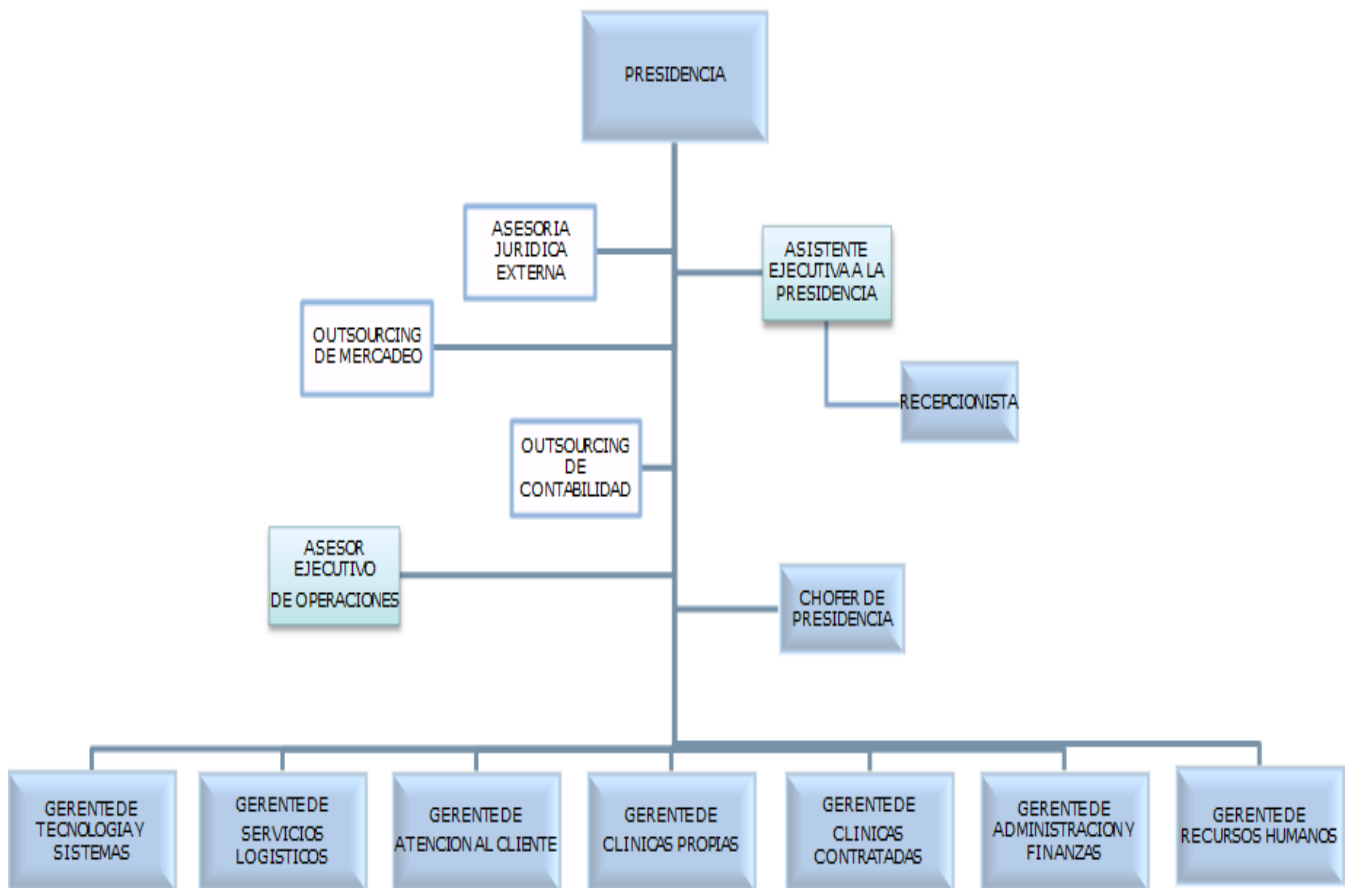 PRESIDENCIA
ASESORIA
JURIDICA
EXTERNA
ASISTENTE
EJECUTIVA A LA
PRESIDENCIA
OUTSOURCING
DE MERCADEO
RECEPCIONISTA
OUTSOURCING
DE
CONTABILIDAD
ASESOR
EJECUTIVO
DE OPERACIONES
CHOFER DE
PRESIDENCIA
GERENTE DE
TECNOLOGIA Y
SISTEMAS
GERENTE DE
SERVICIOS
LOGISTICOS
GERENTE DE
ATENCION AL CLIENTE
GERENTE DE
CLINICAS PROPIAS
GERENTE DE
CLINICAS
CONTRATADAS
GERENTE DE
ADMINISTRACION Y
FINANZAS
GERENTE DE
RECURSOS HUMANOS